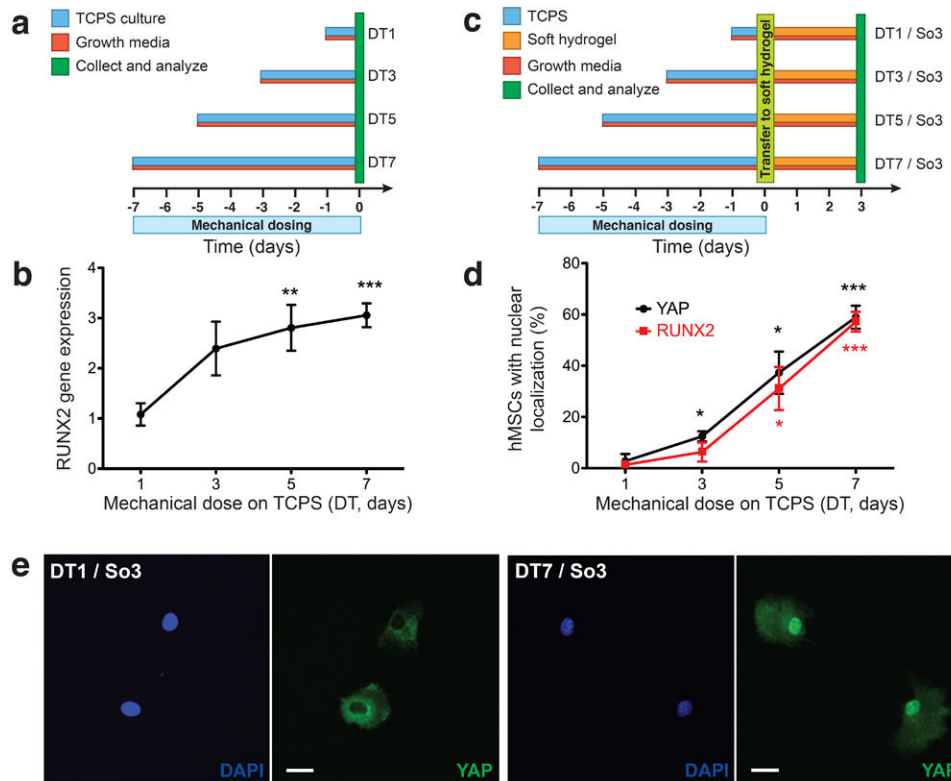 a
TCPS culture
Growth media
Collect and analyze
DT1
DT3
DT5
DT7
-7 -6 -5 -4 -3 -2 -1 0
Mechanical dosing
Time (days)
c
TCPS
Soft hydrogel
Growth media
Collect and analyze
Transfer to soft hydrogel
DT1 / So3
DT3 / So3
DT5 / So3
DT7 / So3
-7 -6 -5 -4 -3 -2 -1 0 1 2 3
Mechanical dosing
Time (days)
b
RUNX2 gene expression
4
3
2
1
0
** ***
1 3 5 7
Mechanical dose on TCPS (DT, days)
d
hMSCs with nuclear
localization (%)
80
60
40
20
0
YAP
RUNX2
* * ***
* ***
1 3 5 7
Mechanical dose on TCPS (DT, days)
e
DT1 / So3
DAPI
YAP
DT7 / So3
DAPI
YAP